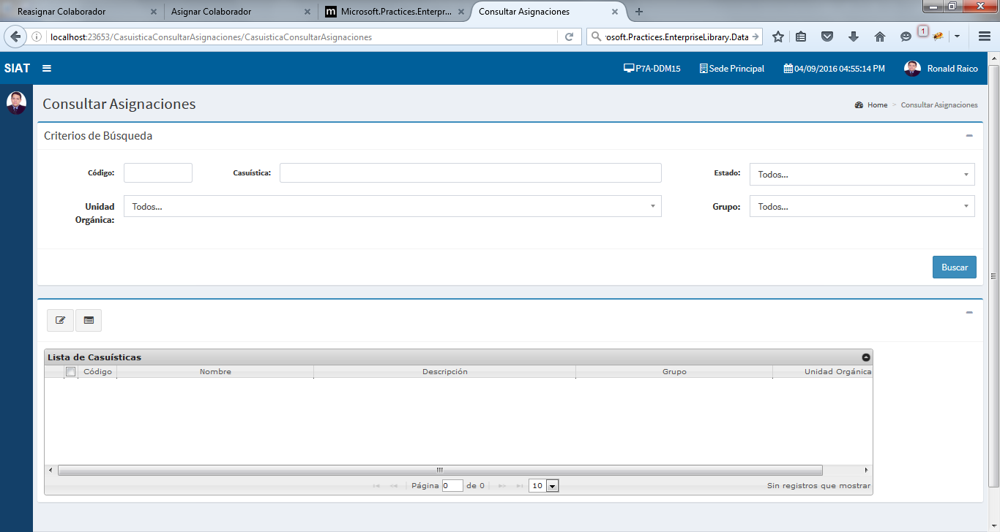 Reasignar Colaborador
Asignar Colaborador
m Microsoft.Practices.Enterpr...
Consultar Asignaciones
localhost:23653/CasuisticaConsultarAsignaciones/CasuisticaConsultarAsignaciones
rosoft.Practices.EnterpriseLibrary.Data
1
SIAT
P7A-DDM15
Sede Principal
04/09/2016 04:55:14 PM
Ronald Raico
Consultar Asignaciones
Home > Consultar Asignaciones
Criterios de Búsqueda
Código:
Casuística:
Estado: Todos...
Unidad Orgánica: Todos...
Grupo: Todos...
Buscar
Lista de Casuísticas
Código Nombre Descripción Grupo Unidad Orgánica
Página 0 de 0 10 Sin registros que mostrar